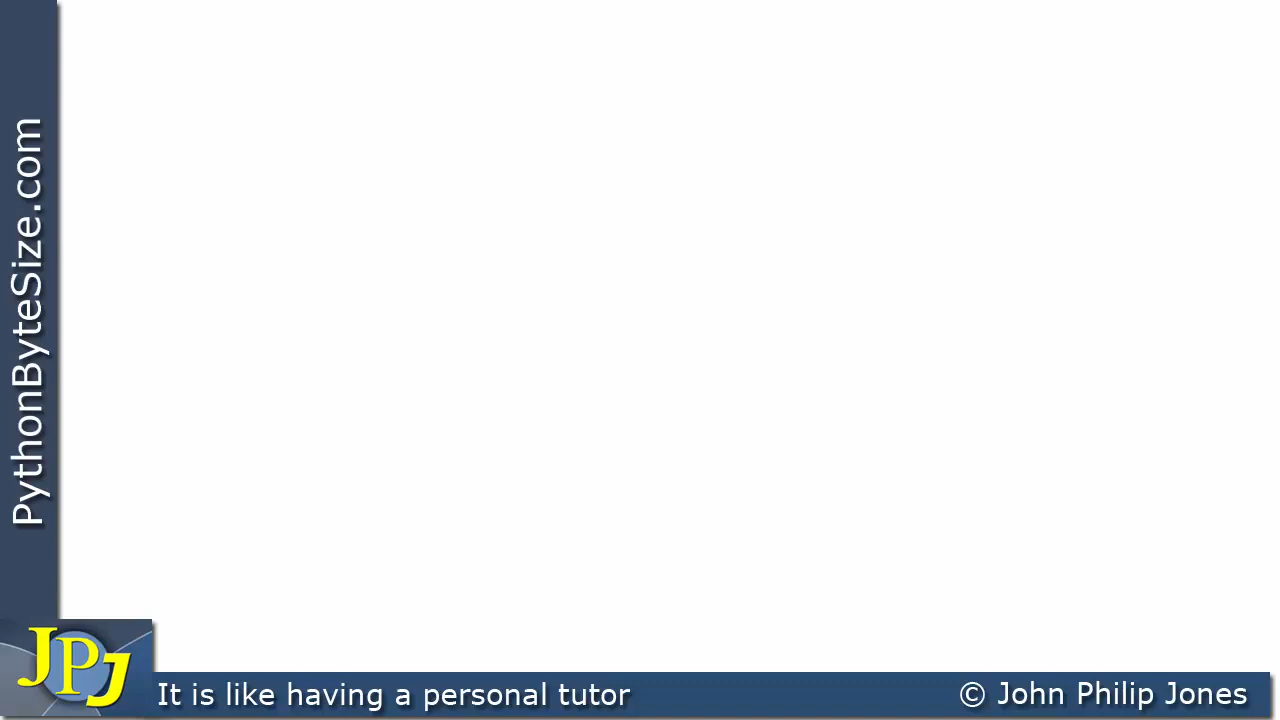 PythonByteSize.com
JPJ
It is like having a personal tutor
© John Philip Jones